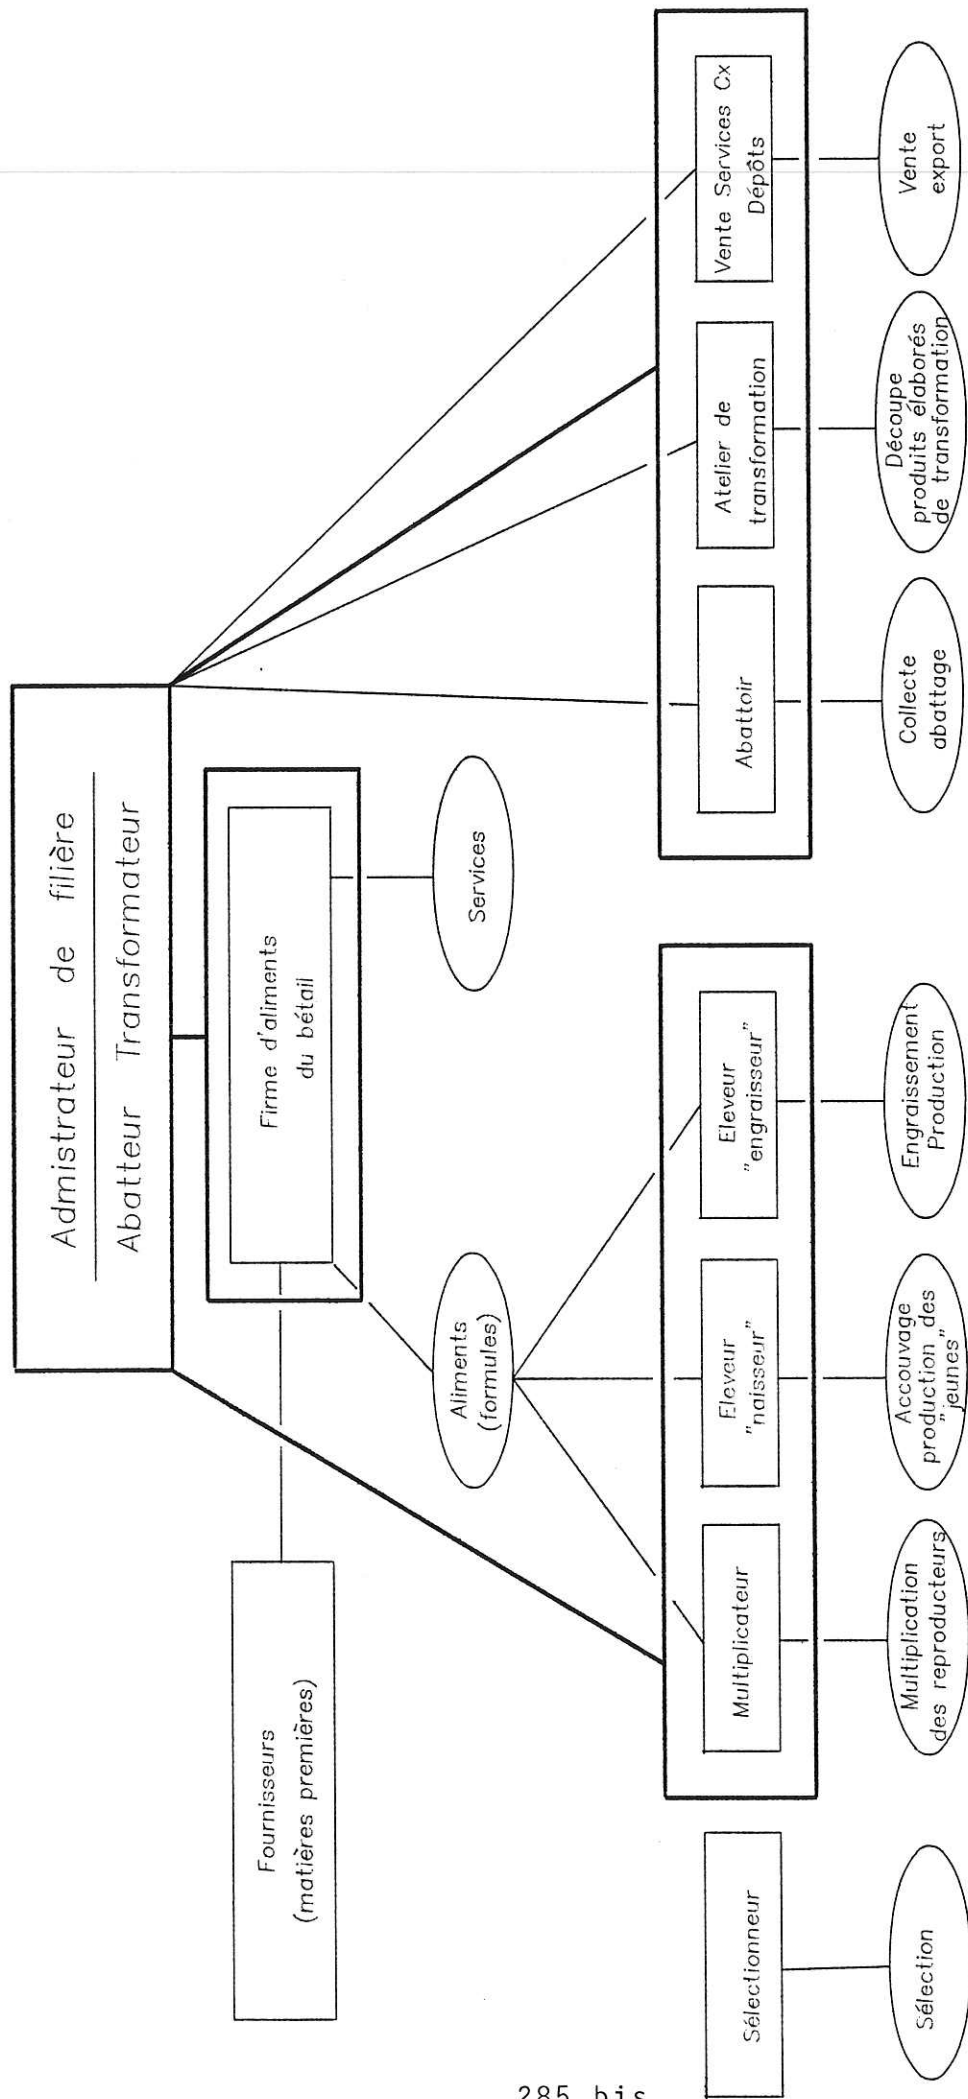 Admistrateur de filière
Abatteur Transformateur
Fournisseurs
(matières premières)
Firme d'aliments
du bétail
Aliments
(formules)
Services
Sélectionneur
Multiplicateur
Eleveur
"naisseur"
Eleveur
"engraisseur"
Abattoir
Atelier de
transformation
Vente Services Cx
Dépôts
Sélection
Multiplication
des reproducteurs
Accouvage
production des
"jeunes"
Engraissement
Production
Collecte
abattage
Découpe
produits élaborés
de transformation
Vente
export
285 bis